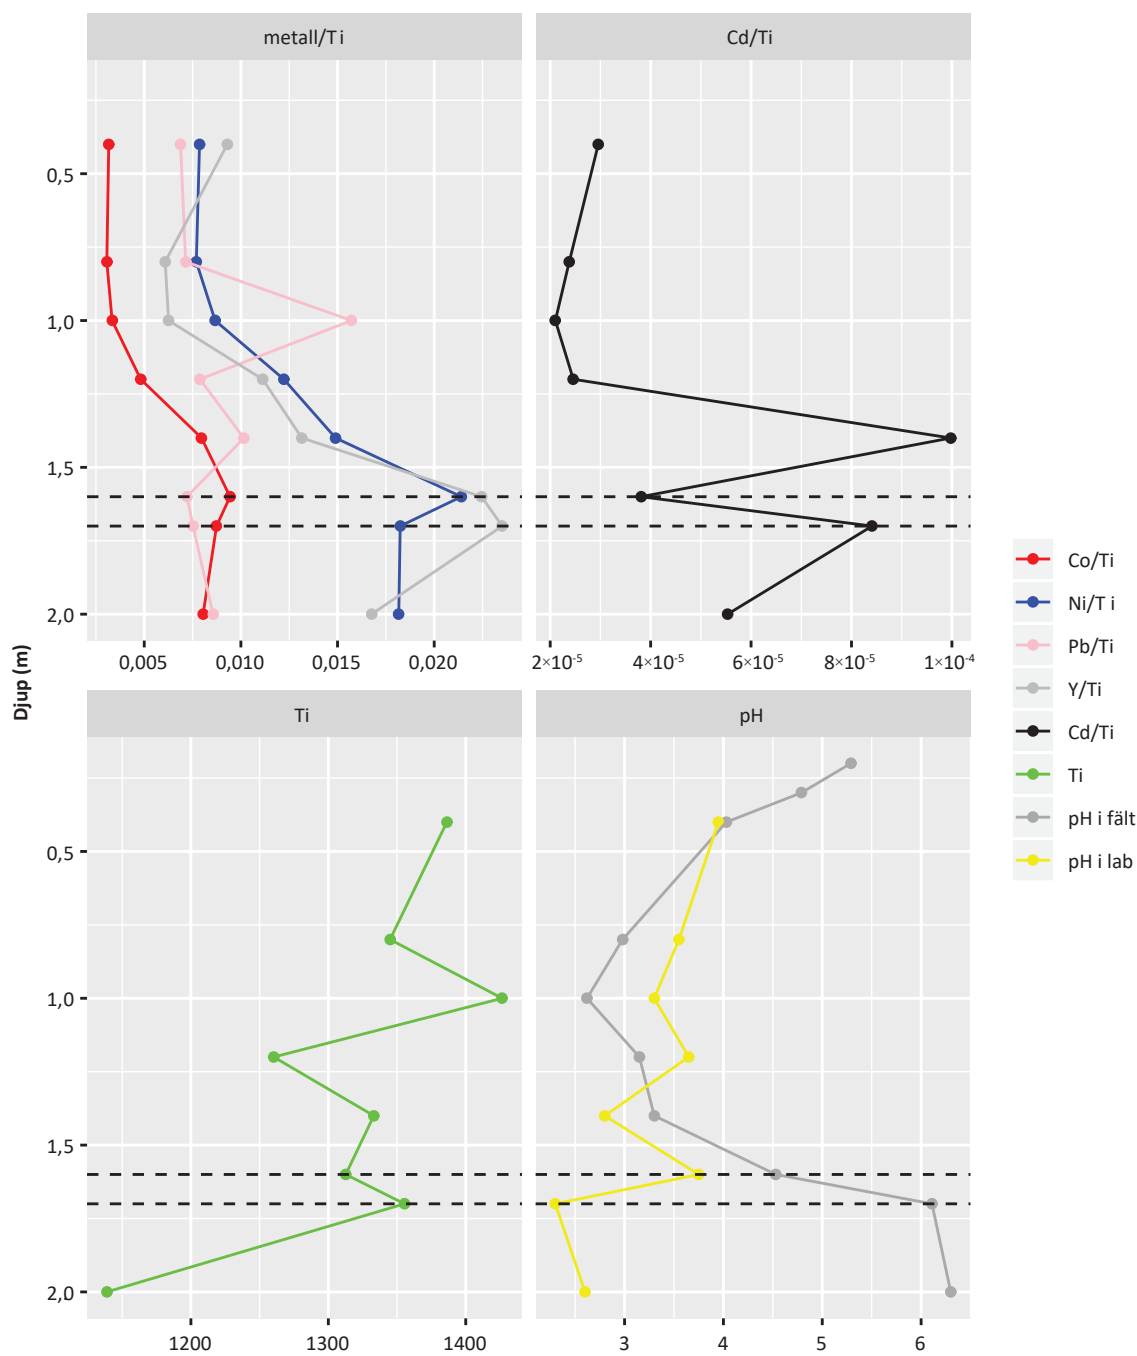 metall/Ti
Cd/Ti
0,5
1,0
1,5
2,0
0,005 0,010 0,015 0,020
2×10⁻⁵ 4×10⁻⁵ 6×10⁻⁵ 8×10⁻⁵ 1×10⁻⁴
Djup (m)
Ti
pH
0,5
1,0
1,5
2,0
1200 1300 1400
3 4 5 6
Co/Ti
Ni/T i
Pb/Ti
Y/Ti
Cd/Ti
Ti
pH i fält
pH i lab